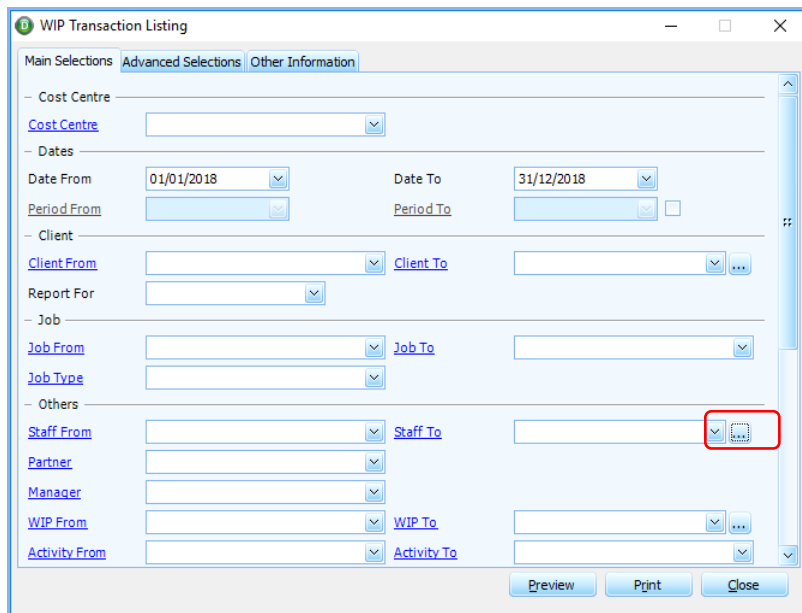 WIP Transaction Listing
Main Selections Advanced Selections Other Information
Cost Centre
Cost Centre
Dates
Date From 01/01/2018 Date To 31/12/2018
Period From Period To
Client
Client From Client To ...
Report For
Job
Job From Job To
Job Type
Others
Staff From Staff To ...
Partner
Manager
WIP From WIP To ...
Activity From Activity To
Preview Print Close